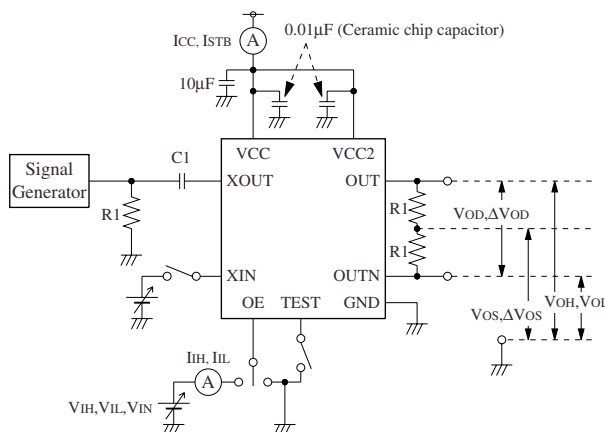 ICC, ISTB
A
0.01µF (Ceramic chip capacitor)
10µF
VCC
VCC2
Signal
Generator
C1
XOUT
OUT
R1
R1
VOD,ΔVOD
R1
XIN
OUTN
OE
TEST
GND
VOS,ΔVOS
VOH,VOL
IIH, IIL
A
VIH,VIL,VIN